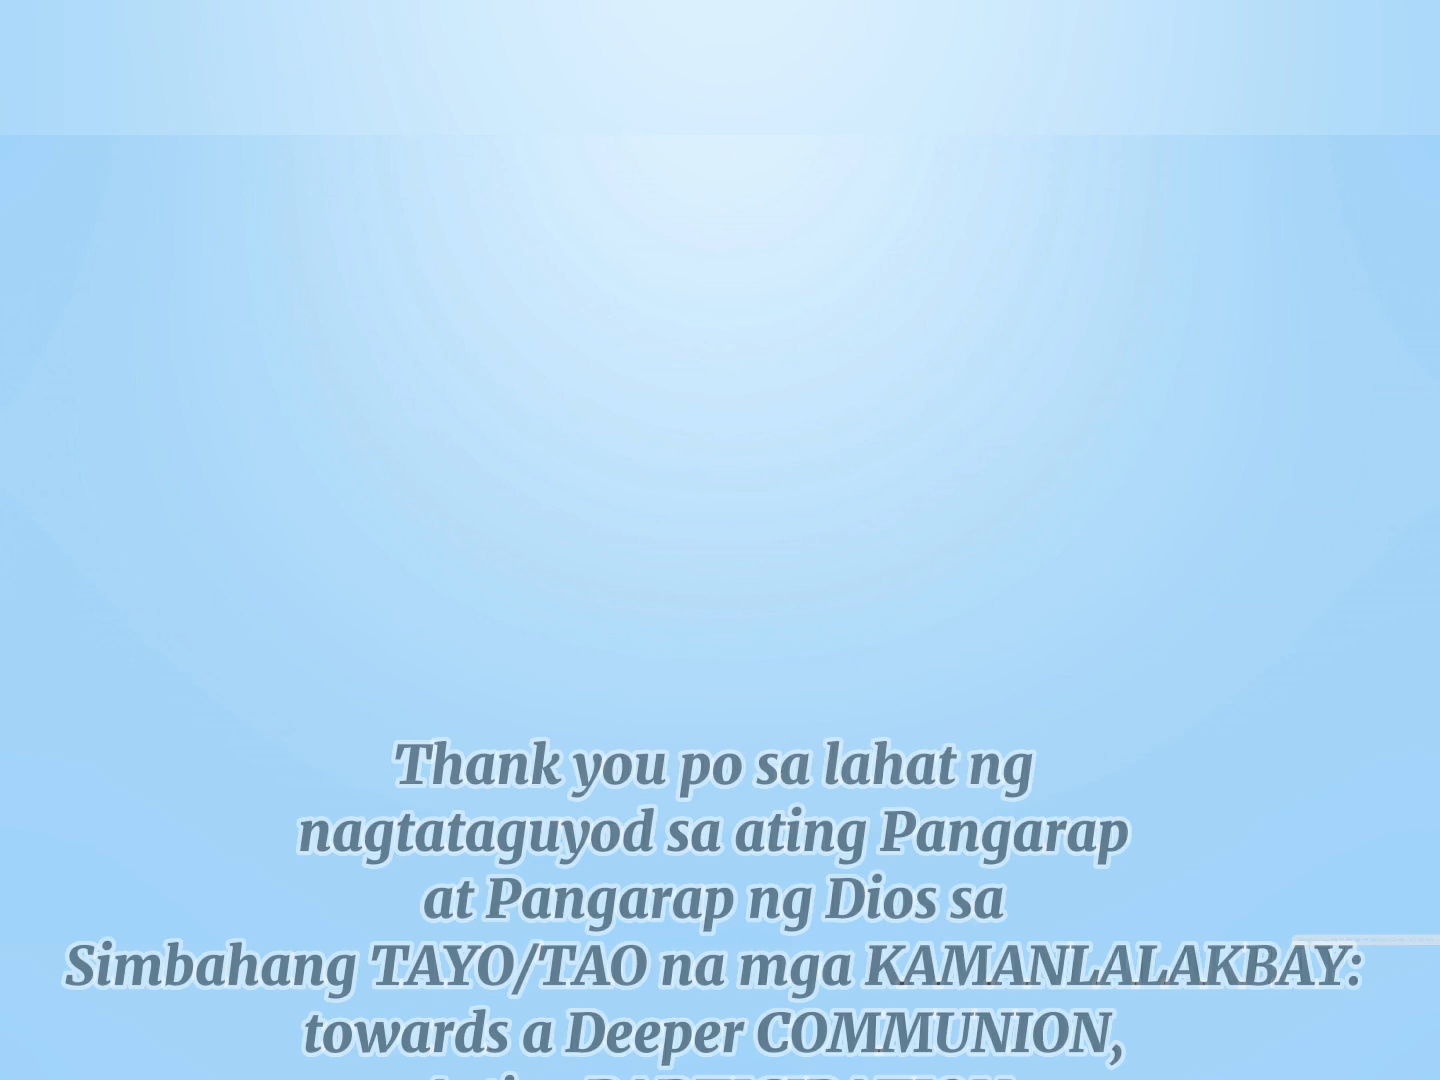 Thank you po sa lahat ng
nagtataguyod sa ating Pangarap
at Pangarap ng Dios sa
Simbahang TAYO/TAO na mga KAMANLALAKBAY:
towards a Deeper COMMUNION,